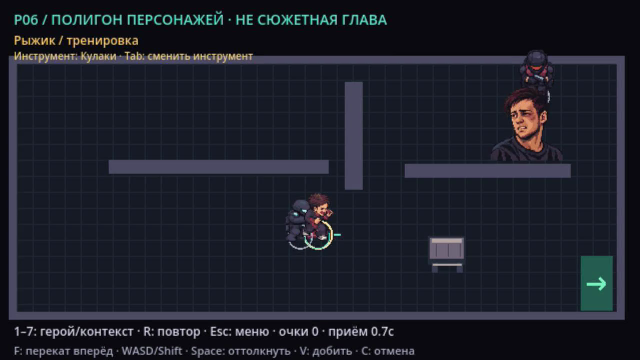 P06 / ПОЛИГОН ПЕРСОНАЖЕЙ · НЕ СЮЖЕТНАЯ ГЛАВА
Рыжик / тренировка
Инструмент: Кулаки · Tab: сменить инструмент
1–7: герой/контекст · R: повтор · Esc: меню · очки 0 · приём 0.7с
F: перекат вперёд · WASD/Shift · Space: оттолкнуть · V: добить · C: отмена